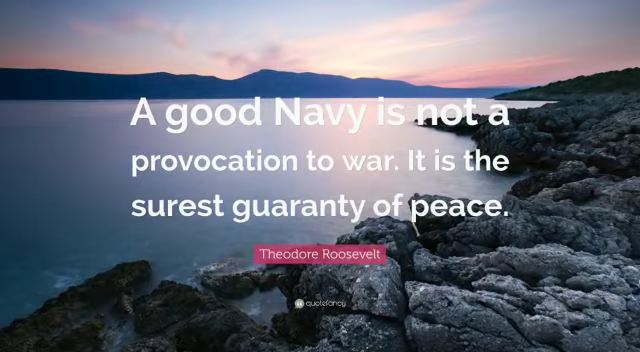 A good Navy is not a
provocation to war. It is the
surest guaranty of peace.
Theodore Roosevelt
quotefancy